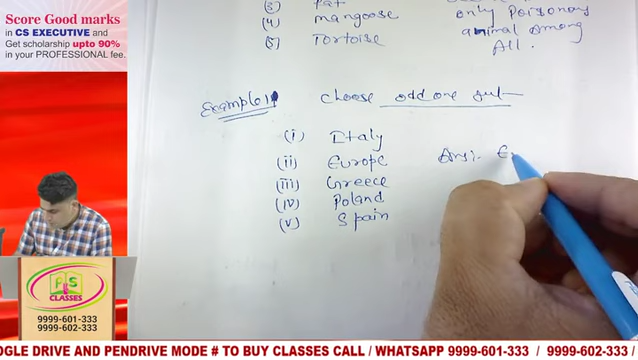 Score Good marks
in CS EXECUTIVE and
Get scholarship upto 90%
in your PROFESSIONAL fee.
(4) mangoose
(5) Tortoise
only Poisonous
animal among
All.
Choose odd one out
(i) Italy
(ii) Europe
(iii) Greece
(iv) Poland
(v) Spain
Ans:- E
CLASSES
9999-601-333
9999-602-333
OGLE DRIVE AND PENDRIVE MODE # TO BUY CLASSES CALL / WHATSAPP 9999-601-333 / 9999-602-333 /